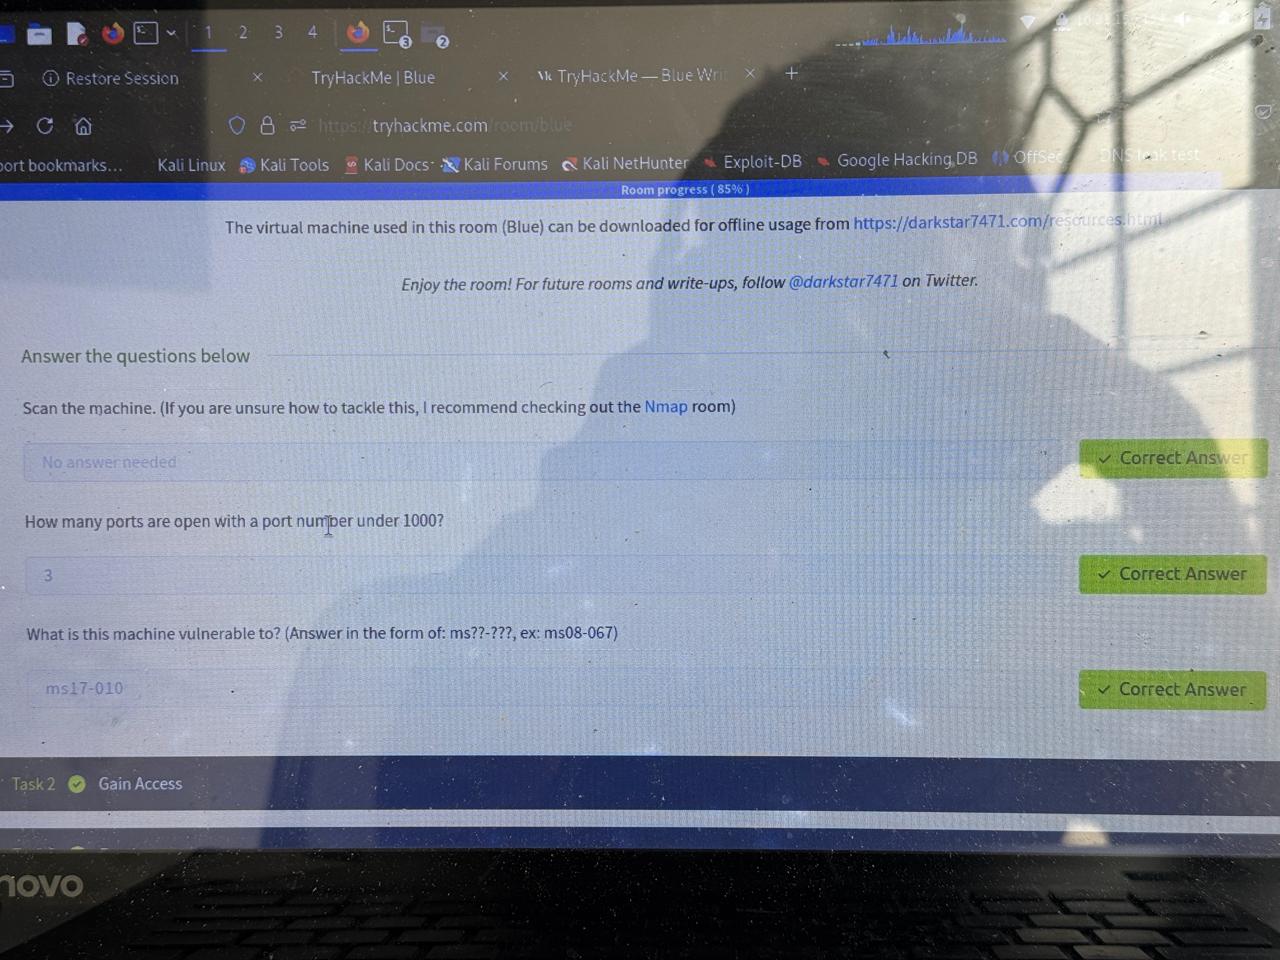 1 2 3 4 3 2
Restore Session × TryHackMe | Blue × TryHackMe — Blue Wri × +
https://tryhackme.com/room/blue
ort bookmarks... Kali Linux Kali Tools Kali Docs Kali Forums Kali NetHunter Exploit-DB Google Hacking DB OffSec DNS leak test
Room progress ( 85% )
The virtual machine used in this room (Blue) can be downloaded for offline usage from https://darkstar7471.com/resources.html
Enjoy the room! For future rooms and write-ups, follow @darkstar7471 on Twitter.
Answer the questions below
Scan the machine. (If you are unsure how to tackle this, I recommend checking out the Nmap room)
No answer needed ✓ Correct Answer
How many ports are open with a port number under 1000?
3 ✓ Correct Answer
What is this machine vulnerable to? (Answer in the form of: ms??-???, ex: ms08-067)
ms17-010 ✓ Correct Answer
Task 2 Gain Access
novo